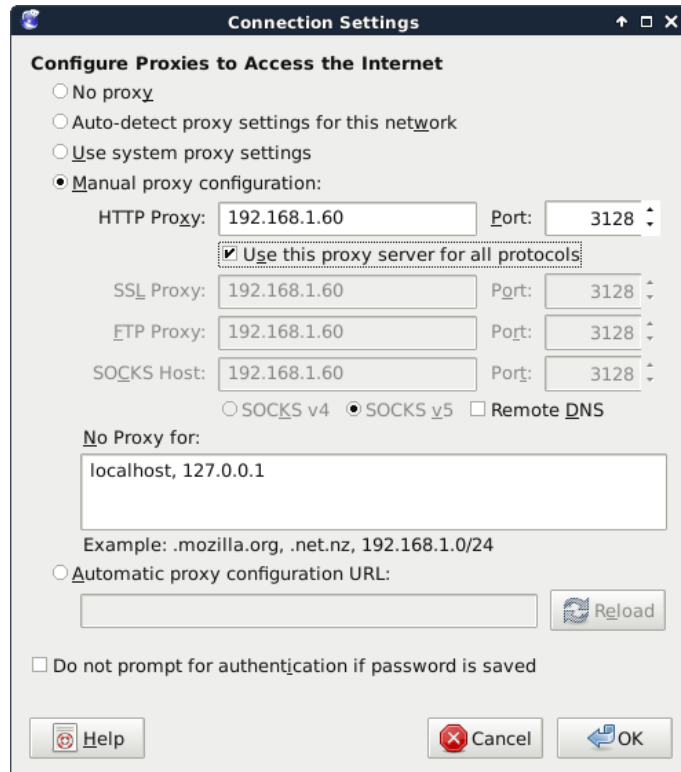 Connection Settings
Configure Proxies to Access the Internet
No proxy
Auto-detect proxy settings for this network
Use system proxy settings
Manual proxy configuration:
HTTP Proxy: 192.168.1.60 Port: 3128
Use this proxy server for all protocols
SSL Proxy: 192.168.1.60 Port: 3128
FTP Proxy: 192.168.1.60 Port: 3128
SOCKS Host: 192.168.1.60 Port: 3128
SOCKS v4 SOCKS v5 Remote DNS
No Proxy for:
localhost, 127.0.0.1
Example: .mozilla.org, .net.nz, 192.168.1.0/24
Automatic proxy configuration URL:
Reload
Do not prompt for authentication if password is saved
Help Cancel OK